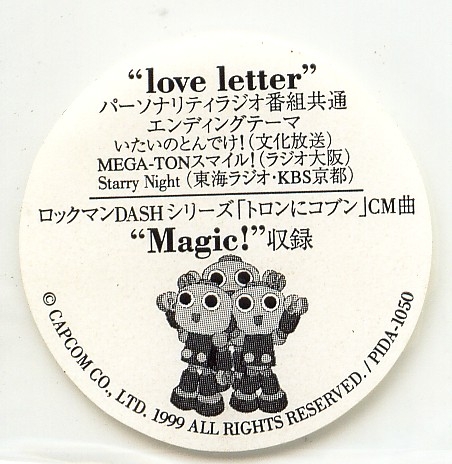 “love letter”
パーソナリティラジオ番組共通
エンディングテーマ
いたいのとんでけ!(文化放送)
MEGA-TONスマイル!(ラジオ大阪)
Starry Night (東海ラジオ・KBS京都)
ロックマンDASHシリーズ「トロンにコブン」CM曲
“Magic!”収録
© CAPCOM CO., LTD. 1999 ALL RIGHTS RESERVED. / PIDA-1050